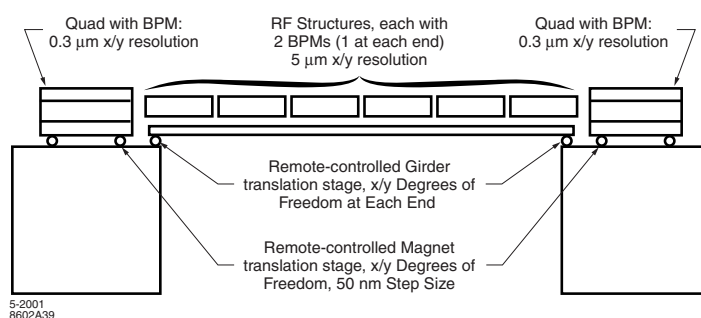 Quad with BPM:
0.3 μm x/y resolution
RF Structures, each with
2 BPMs (1 at each end)
5 μm x/y resolution
Quad with BPM:
0.3 μm x/y resolution
Remote-controlled Girder
translation stage, x/y Degrees of
Freedom at Each End
Remote-controlled Magnet
translation stage, x/y Degrees of
Freedom, 50 nm Step Size
5-2001
8602A39